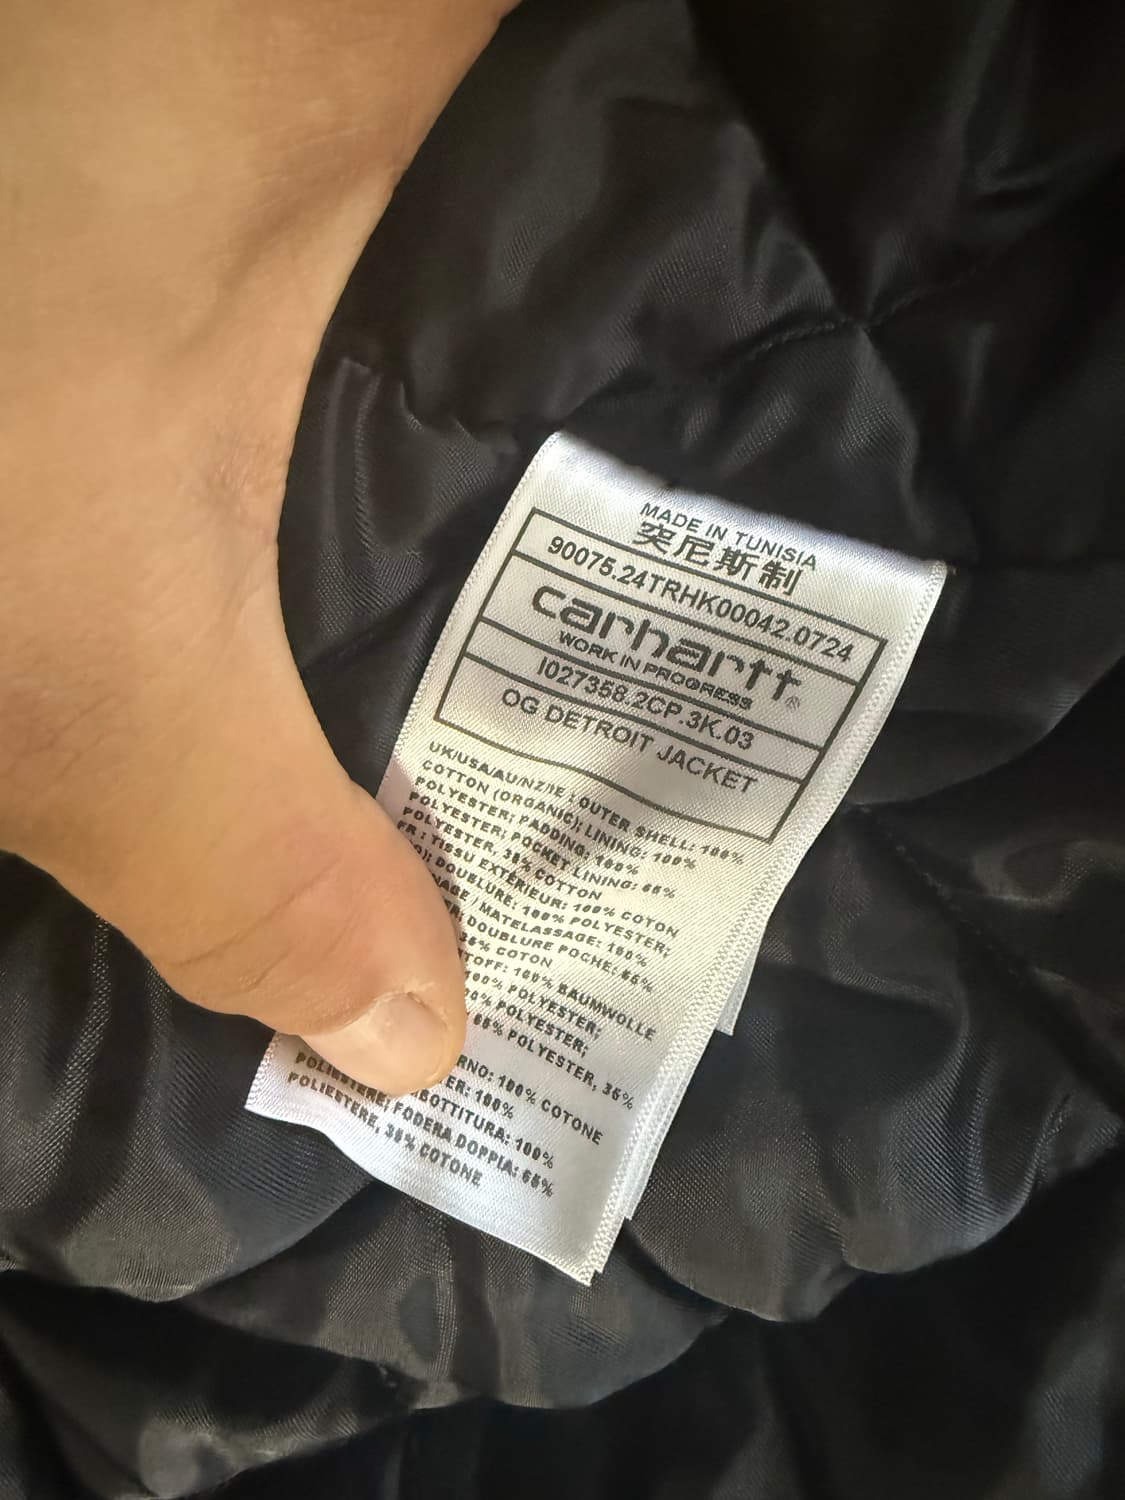 MADE IN TUNISIA
突尼斯制
90075.24TRHK00042.0724
carhartt®
WORK IN PROGRESS
I027358.2CP.3K.03
OG DETROIT JACKET
UK/USA/AU/NZ/IE : OUTER SHELL: 100%
COTTON (ORGANIC); LINING: 100%
POLYESTER; PADDING: 100%
POLYESTER; POCKET LINING: 65%
POLYESTER, 35% COTTON
FR : TISSU EXTÉRIEUR: 100% COTON
DOUBLURE: 100% POLYESTER;
/ MATELASSAGE: 100%
DOUBLURE POCHE: 65%
35% COTON
100% BAUMWOLLE
100% POLYESTER;
POLYESTER;
65% POLYESTER, 35%
100% COTONE
POLIESTERE; 100%
POLIESTERE; FODERA DOPPIA: 65%
POLIESTERE, 35% COTONE